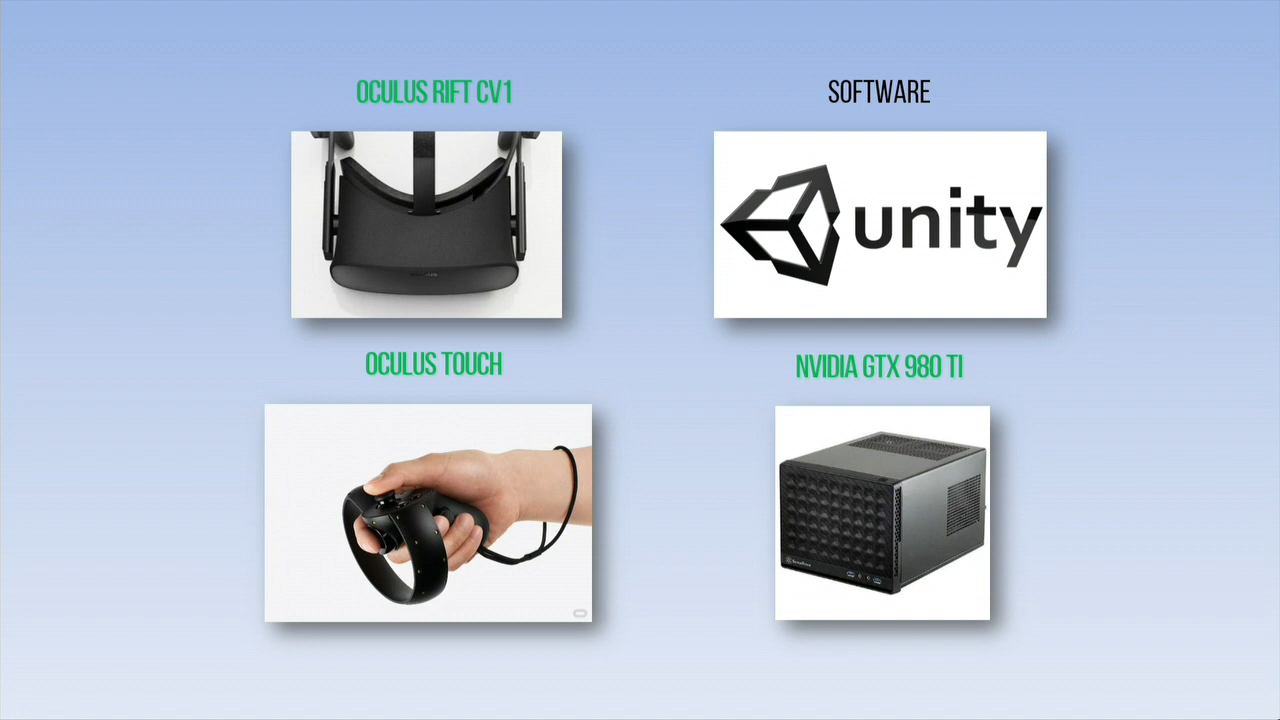 OCULUS RIFT CV1
SOFTWARE
unity
OCULUS TOUCH
NVIDIA GTX 980 TI